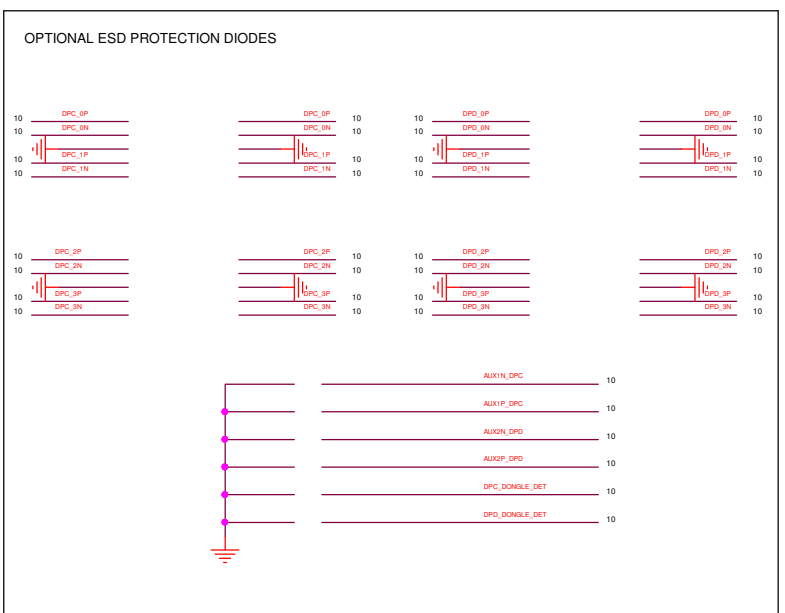 OPTIONAL ESD PROTECTION DIODES
10 DPC_0P DPC_0P 10 10 DPD_0P DPD_0P 10
10 DPC_0N DPC_0N 10 10 DPD_0N DPD_0N 10
10 DPC_1P DPC_1P 10 10 DPD_1P DPD_1P 10
10 DPC_1N DPC_1N 10 10 DPD_1N DPD_1N 10
10 DPC_2P DPC_2P 10 10 DPD_2P DPD_2P 10
10 DPC_2N DPC_2N 10 10 DPD_2N DPD_2N 10
10 DPC_3P DPC_3P 10 10 DPD_3P DPD_3P 10
10 DPC_3N DPC_3N 10 10 DPD_3N DPD_3N 10
AUX1N_DPC 10
AUX1P_DPC 10
AUX2N_DPD 10
AUX2P_DPD 10
DPC_DONGLE_DET 10
DPD_DONGLE_DET 10